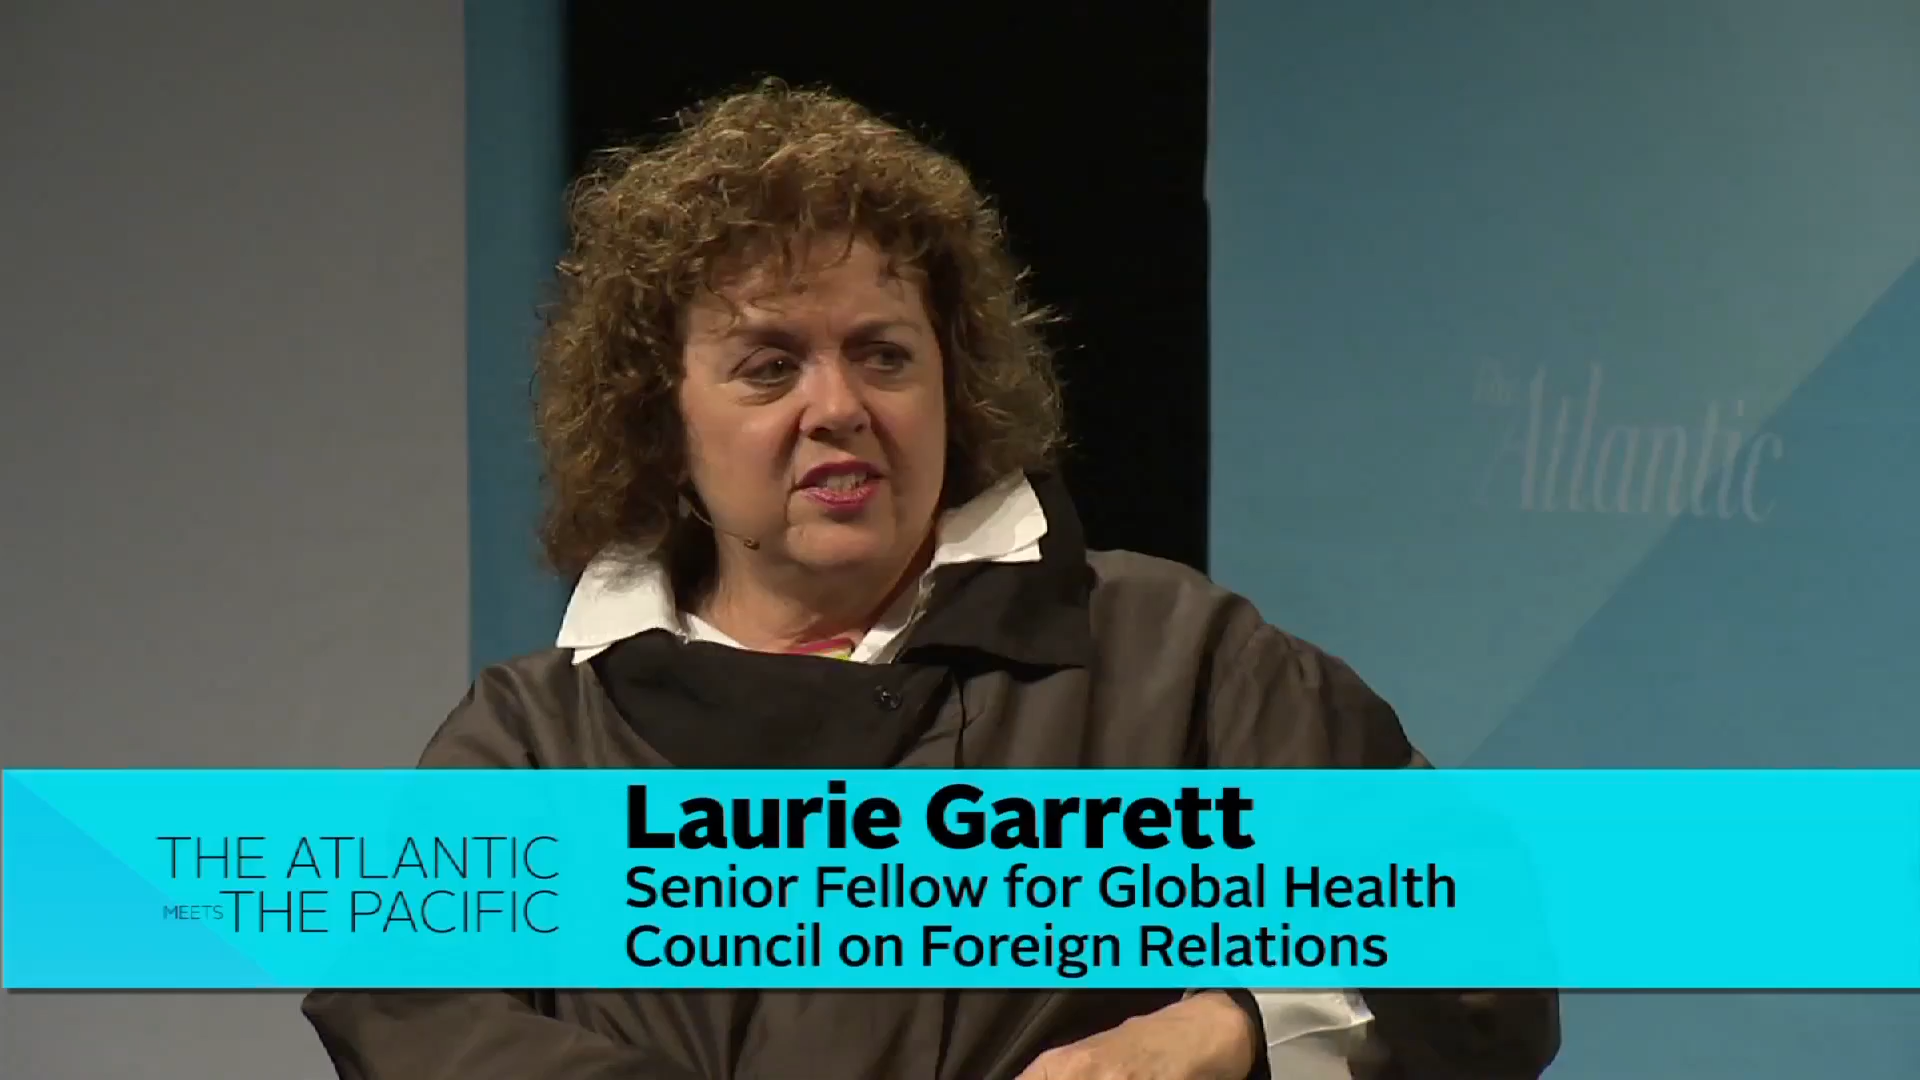 The
Atlantic
Laurie Garrett
Senior Fellow for Global Health
Council on Foreign Relations
THE ATLANTIC
MEETS THE PACIFIC